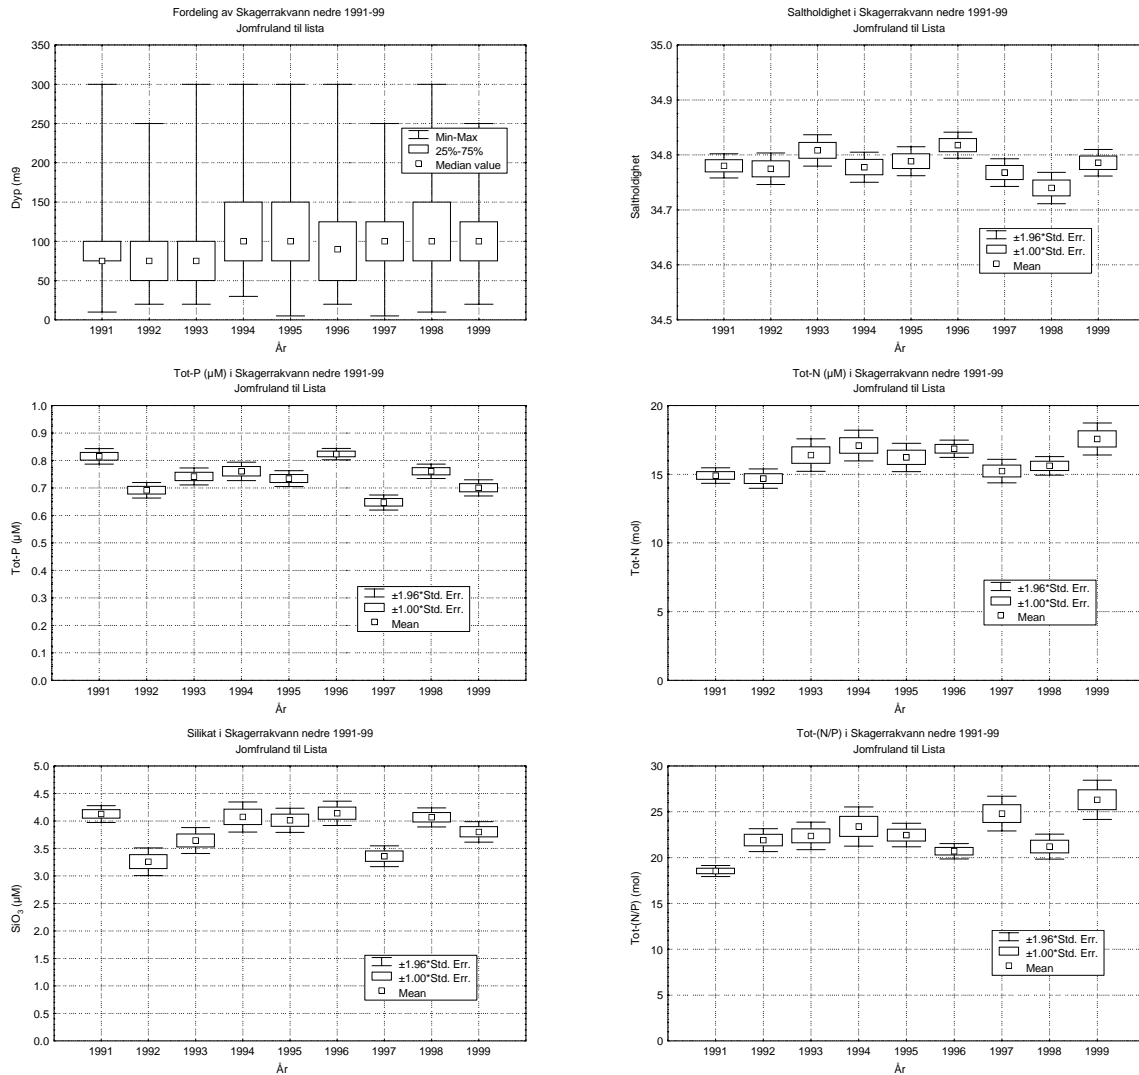 Fordeling av Skagerrakvann nedre 1991-99
Jomfruland til lista
Dyp (m9
350
300
250
200
150
100
50
0
Min-Max
25%-75%
Median value
1991 1992 1993 1994 1995 1996 1997 1998 1999
År
Saltholdighet i Skagerrakvann nedre 1991-99
Jomfruland til Lista
Saltholdighet
35.0
34.9
34.8
34.7
34.6
34.5
±1.96*Std. Err.
±1.00*Std. Err.
Mean
1991 1992 1993 1994 1995 1996 1997 1998 1999
År
Tot-P (µM) i Skagerrakvann nedre 1991-99
Jomfruland til Lista
Tot-P (µM)
1.0
0.9
0.8
0.7
0.6
0.5
0.4
0.3
0.2
0.1
0.0
±1.96*Std. Err.
±1.00*Std. Err.
Mean
1991 1992 1993 1994 1995 1996 1997 1998 1999
År
Tot-N (µM) i Skagerrakvann nedre 1991-99
Jomfruland til Lista
Tot-N (mol)
20
15
10
5
0
±1.96*Std. Err.
±1.00*Std. Err.
Mean
1991 1992 1993 1994 1995 1996 1997 1998 1999
År
Silikat i Skagerrakvann nedre 1991-99
Jomfruland til Lista
SiO₃ (µM)
5.0
4.5
4.0
3.5
3.0
2.5
2.0
1.5
1.0
0.5
0.0
±1.96*Std. Err.
±1.00*Std. Err.
Mean
1991 1992 1993 1994 1995 1996 1997 1998 1999
År
Tot-(N/P) i Skagerrakvann nedre 1991-99
Jomfruland til Lista
Tot-(N/P) (mol)
30
25
20
15
10
5
0
±1.96*Std. Err.
±1.00*Std. Err.
Mean
1991 1992 1993 1994 1995 1996 1997 1998 1999
År